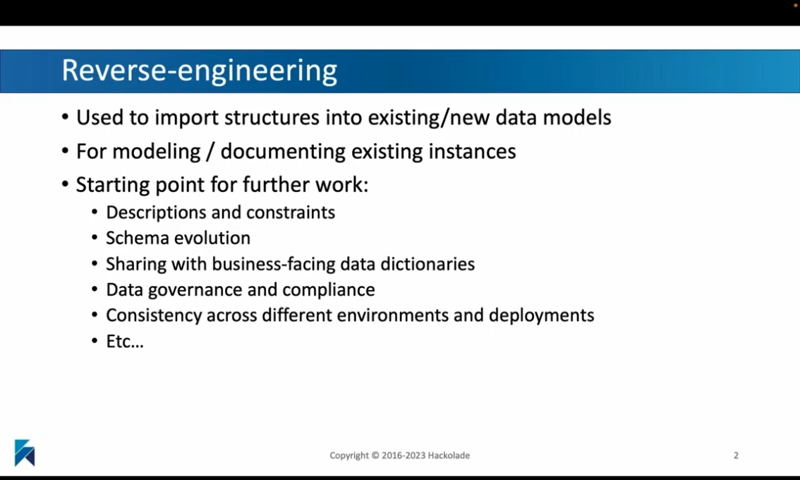 Reverse-engineering
• Used to import structures into existing/new data models
• For modeling / documenting existing instances
• Starting point for further work:
• Descriptions and constraints
• Schema evolution
• Sharing with business-facing data dictionaries
• Data governance and compliance
• Consistency across different environments and deployments
• Etc...
Copyright © 2016-2023 Hackolade
2